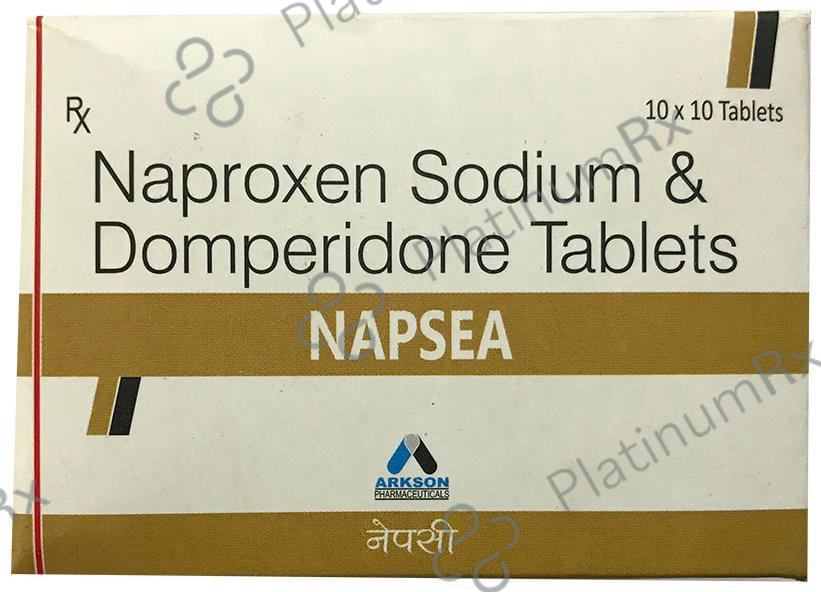 Rx
10 x 10 Tablets
Naproxen Sodium &
Domperidone Tablets
NAPSEA
ARKSON
PHARMACEUTICALS
नेपसी
PlatinumRx
PlatinumRx
PlatinumRx